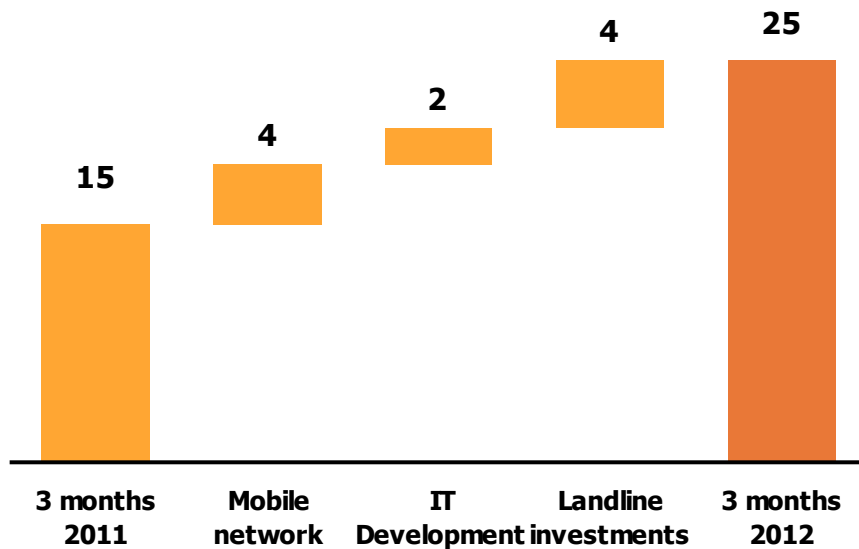 15
4
2
4
25
3 months
2011
Mobile
network
IT
Development
Landline
investments
3 months
2012